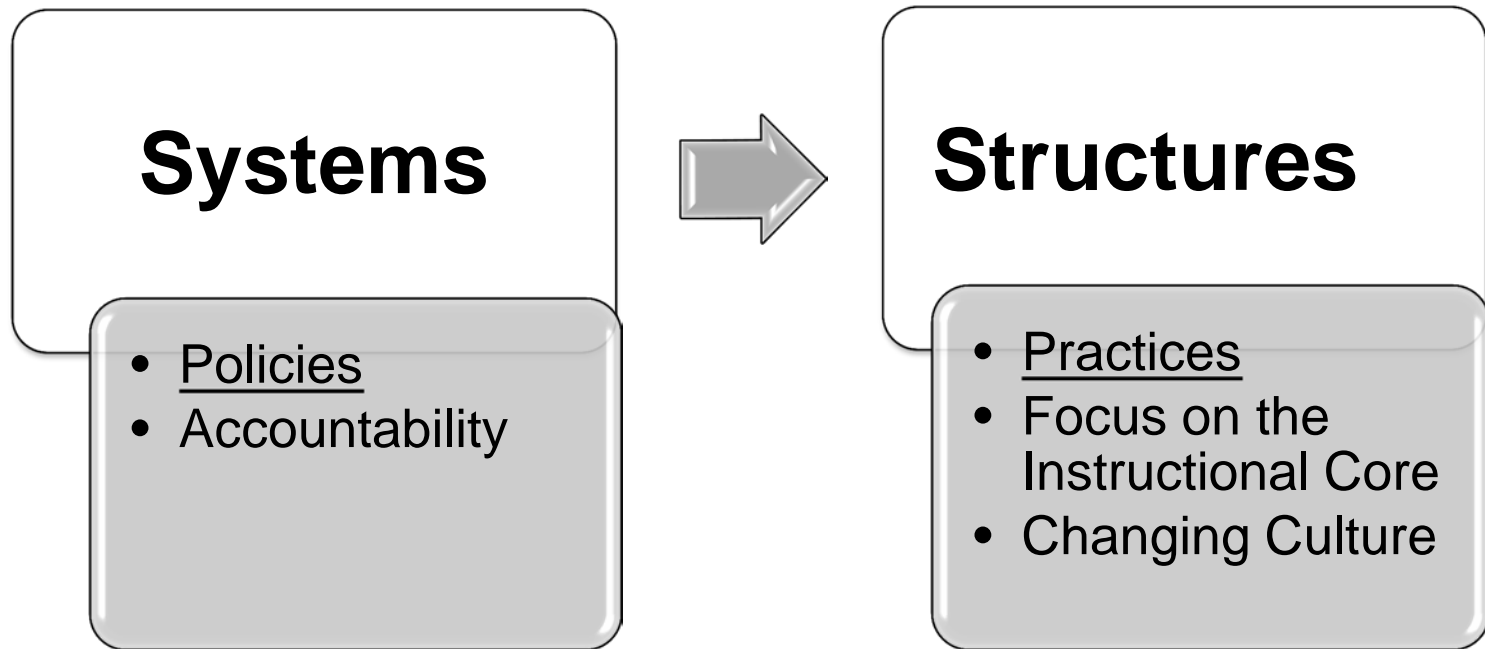 Systems
• Policies
• Accountability
Structures
• Practices
• Focus on the
Instructional Core
• Changing Culture